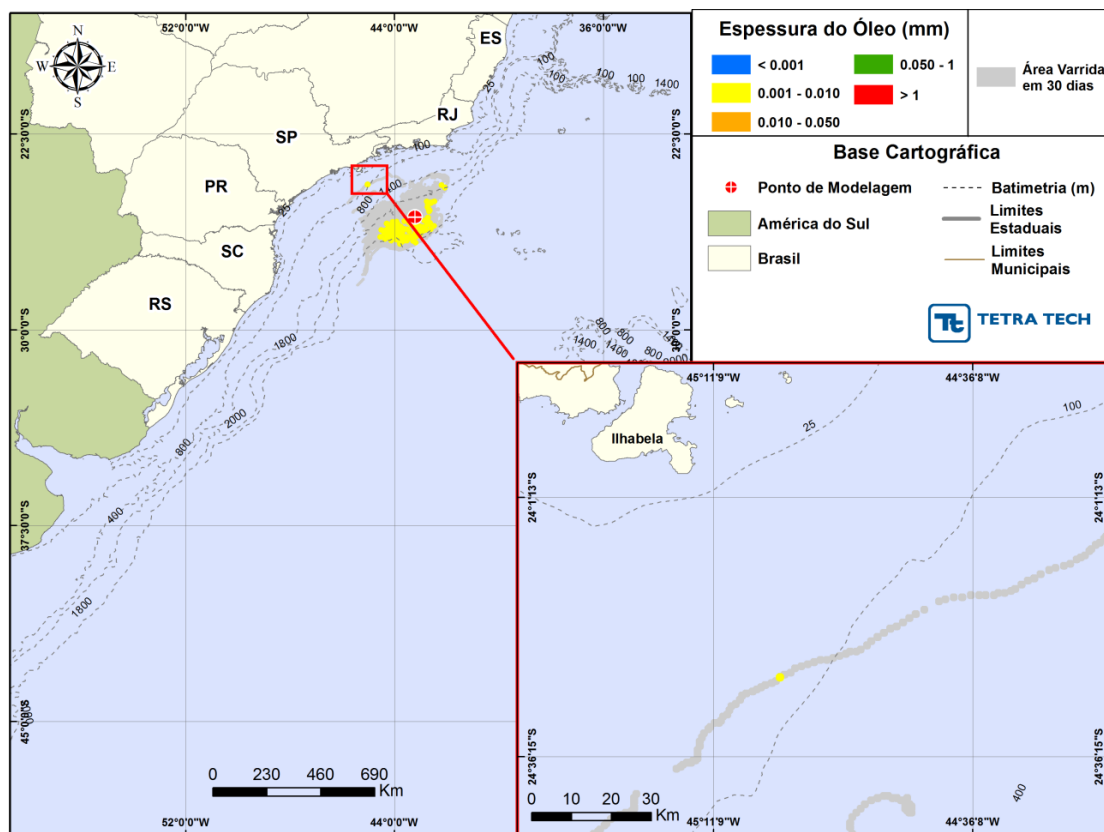 52°0'0"W
44°0'0"W
36°0'0"W
22°30'0"S
30°0'0"S
37°30'0"S
45°0'0"S
22°30'0"S
30°0'0"S
N
W
E
S
ES
RJ
SP
PR
SC
RS
100
25
100
100
100
1400
100
25
1400
800
1800
2000
800
400
1800
800
800
1400
1400
800
0
230
460
690
Km
52°0'0"W
44°0'0"W
Espessura do Óleo (mm)
< 0.001
0.050 - 1
0.001 - 0.010
> 1
0.010 - 0.050
Área Varrida
em 30 dias
Base Cartográfica
Ponto de Modelagem
Batimetria (m)
América do Sul
Limites
Estaduais
Brasil
Limites
Municipais
Tt
TETRA TECH
45°11'9"W
44°36'8"W
Ilhabela
25
100
24°1'13"S
24°1'13"S
24°36'15"S
24°36'15"S
400
0
10
20
30
Km
45°11'9"W
44°36'8"W